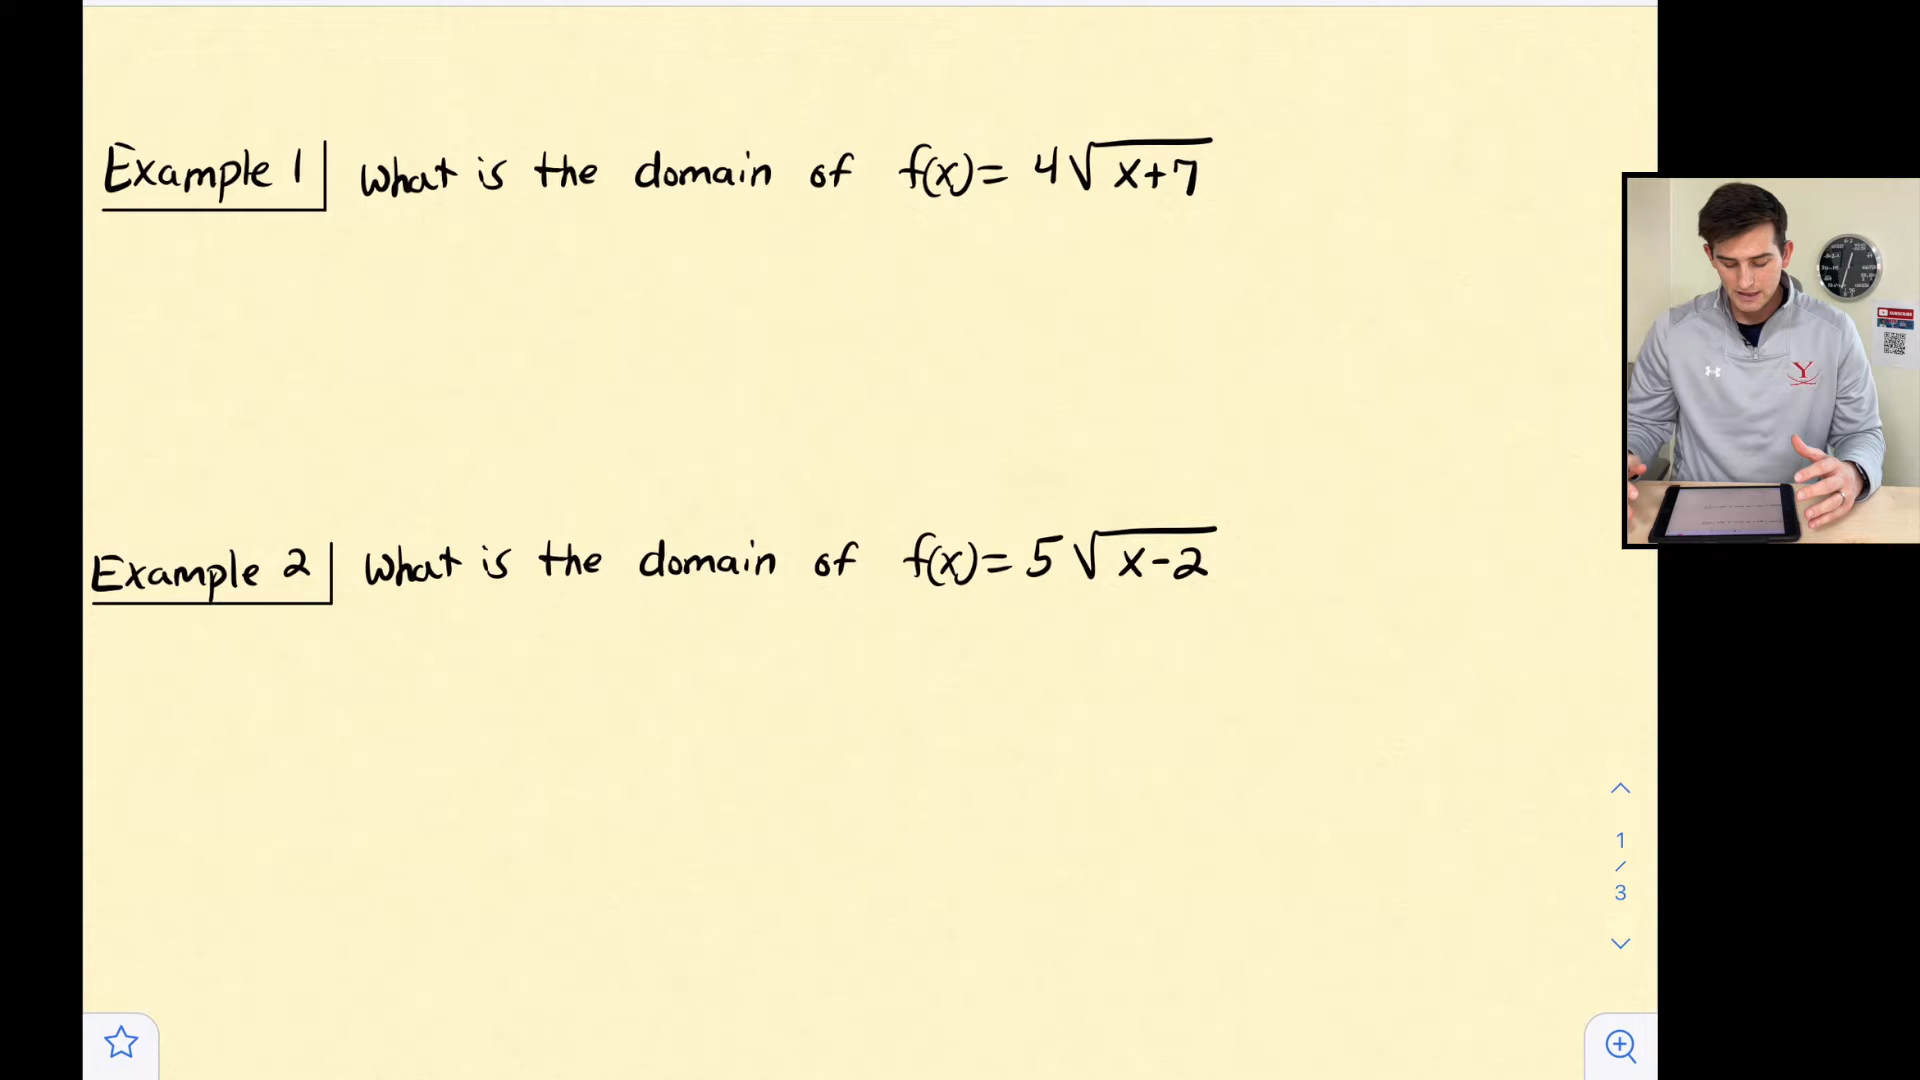 Example 1 What is the domain of f(x)= 4√x+7
Example 2 What is the domain of f(x)= 5√x-2
1
/
3
Y
SUBSCRIBE